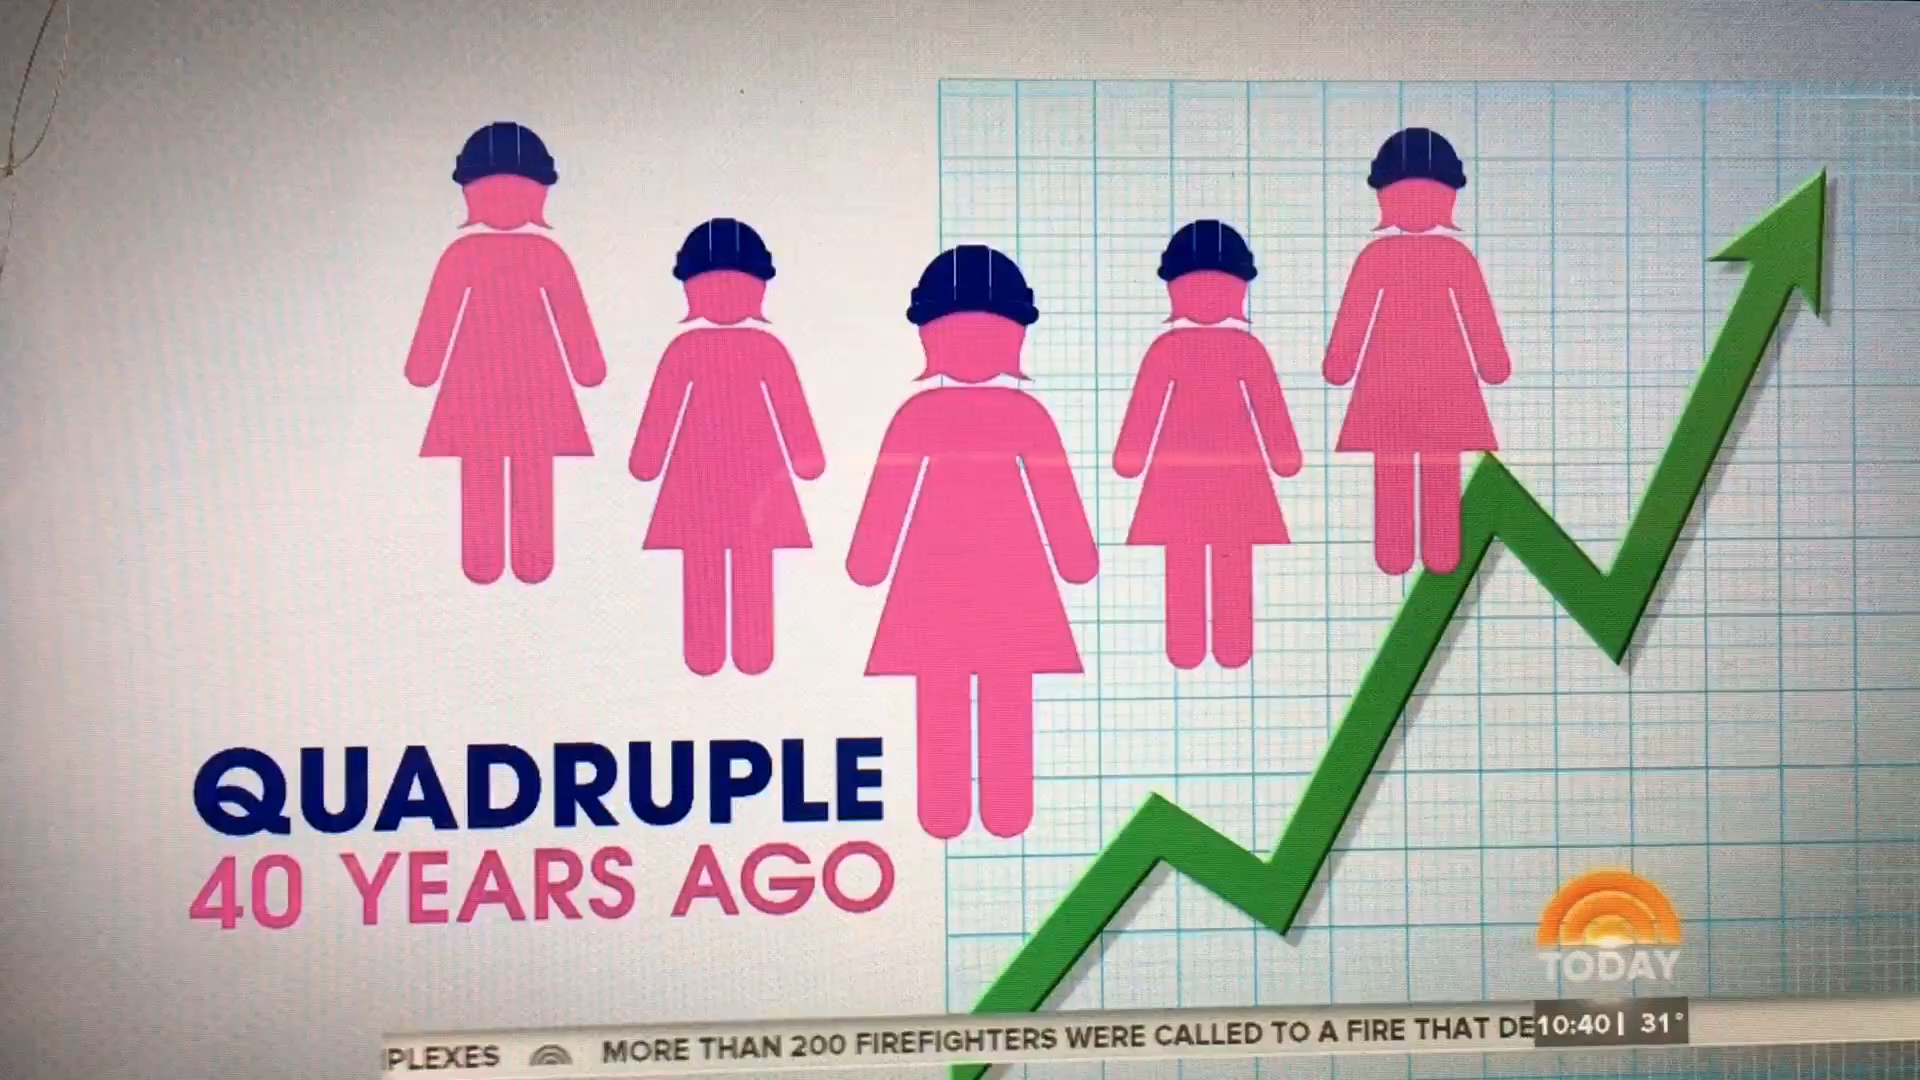 QUADRUPLE
40 YEARS AGO
TODAY
PLEXES MORE THAN 200 FIREFIGHTERS WERE CALLED TO A FIRE THAT DE
10:40 31°